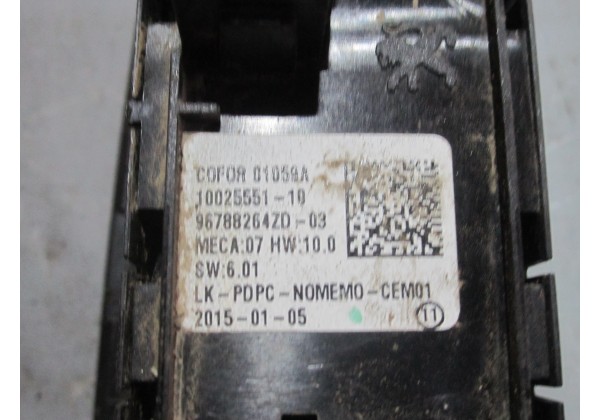 COFOR 01059A
10025551-10
96788264ZD-03
MECA:07 HW:10.0
SW:6.01
LK-PDPC-NOMEMO-CEM01
2015-01-05
11